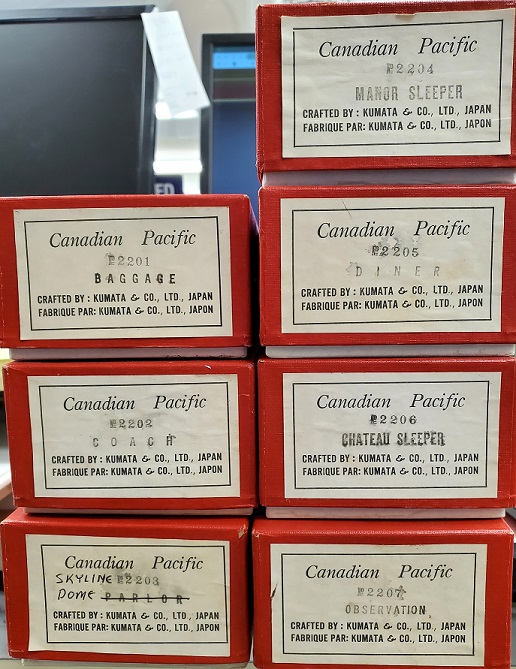 Canadian Pacific
#2204
MANOR SLEEPER
CRAFTED BY : KUMATA & CO., LTD., JAPAN
FABRIQUE PAR: KUMATA & CO., LTD., JAPON
ED
Canadian Pacific
#2201
BAGGAGE
CRAFTED BY : KUMATA & CO., LTD., JAPAN
FABRIQUE PAR: KUMATA & CO., LTD., JAPON
Canadian Pacific
#2205
DINER
CRAFTED BY : KUMATA & CO., LTD., JAPAN
FABRIQUE PAR: KUMATA & CO., LTD., JAPON
Canadian Pacific
#2202
COACH
CRAFTED BY : KUMATA & CO., LTD., JAPAN
FABRIQUE PAR: KUMATA & CO., LTD., JAPON
Canadian Pacific
#2206
CHATEAU SLEEPER
CRAFTED BY : KUMATA & CO., LTD., JAPAN
FABRIQUE PAR: KUMATA & CO., LTD., JAPON
Canadian Pacific
SKYLINE #2203
DOME PARLOR
CRAFTED BY : KUMATA & CO., LTD., JAPAN
FABRIQUE PAR: KUMATA & CO., LTD., JAPON
Canadian Pacific
#2207
OBSERVATION
CRAFTED BY : KUMATA & CO., LTD., JAPAN
FABRIQUE PAR: KUMATA & CO., LTD., JAPON